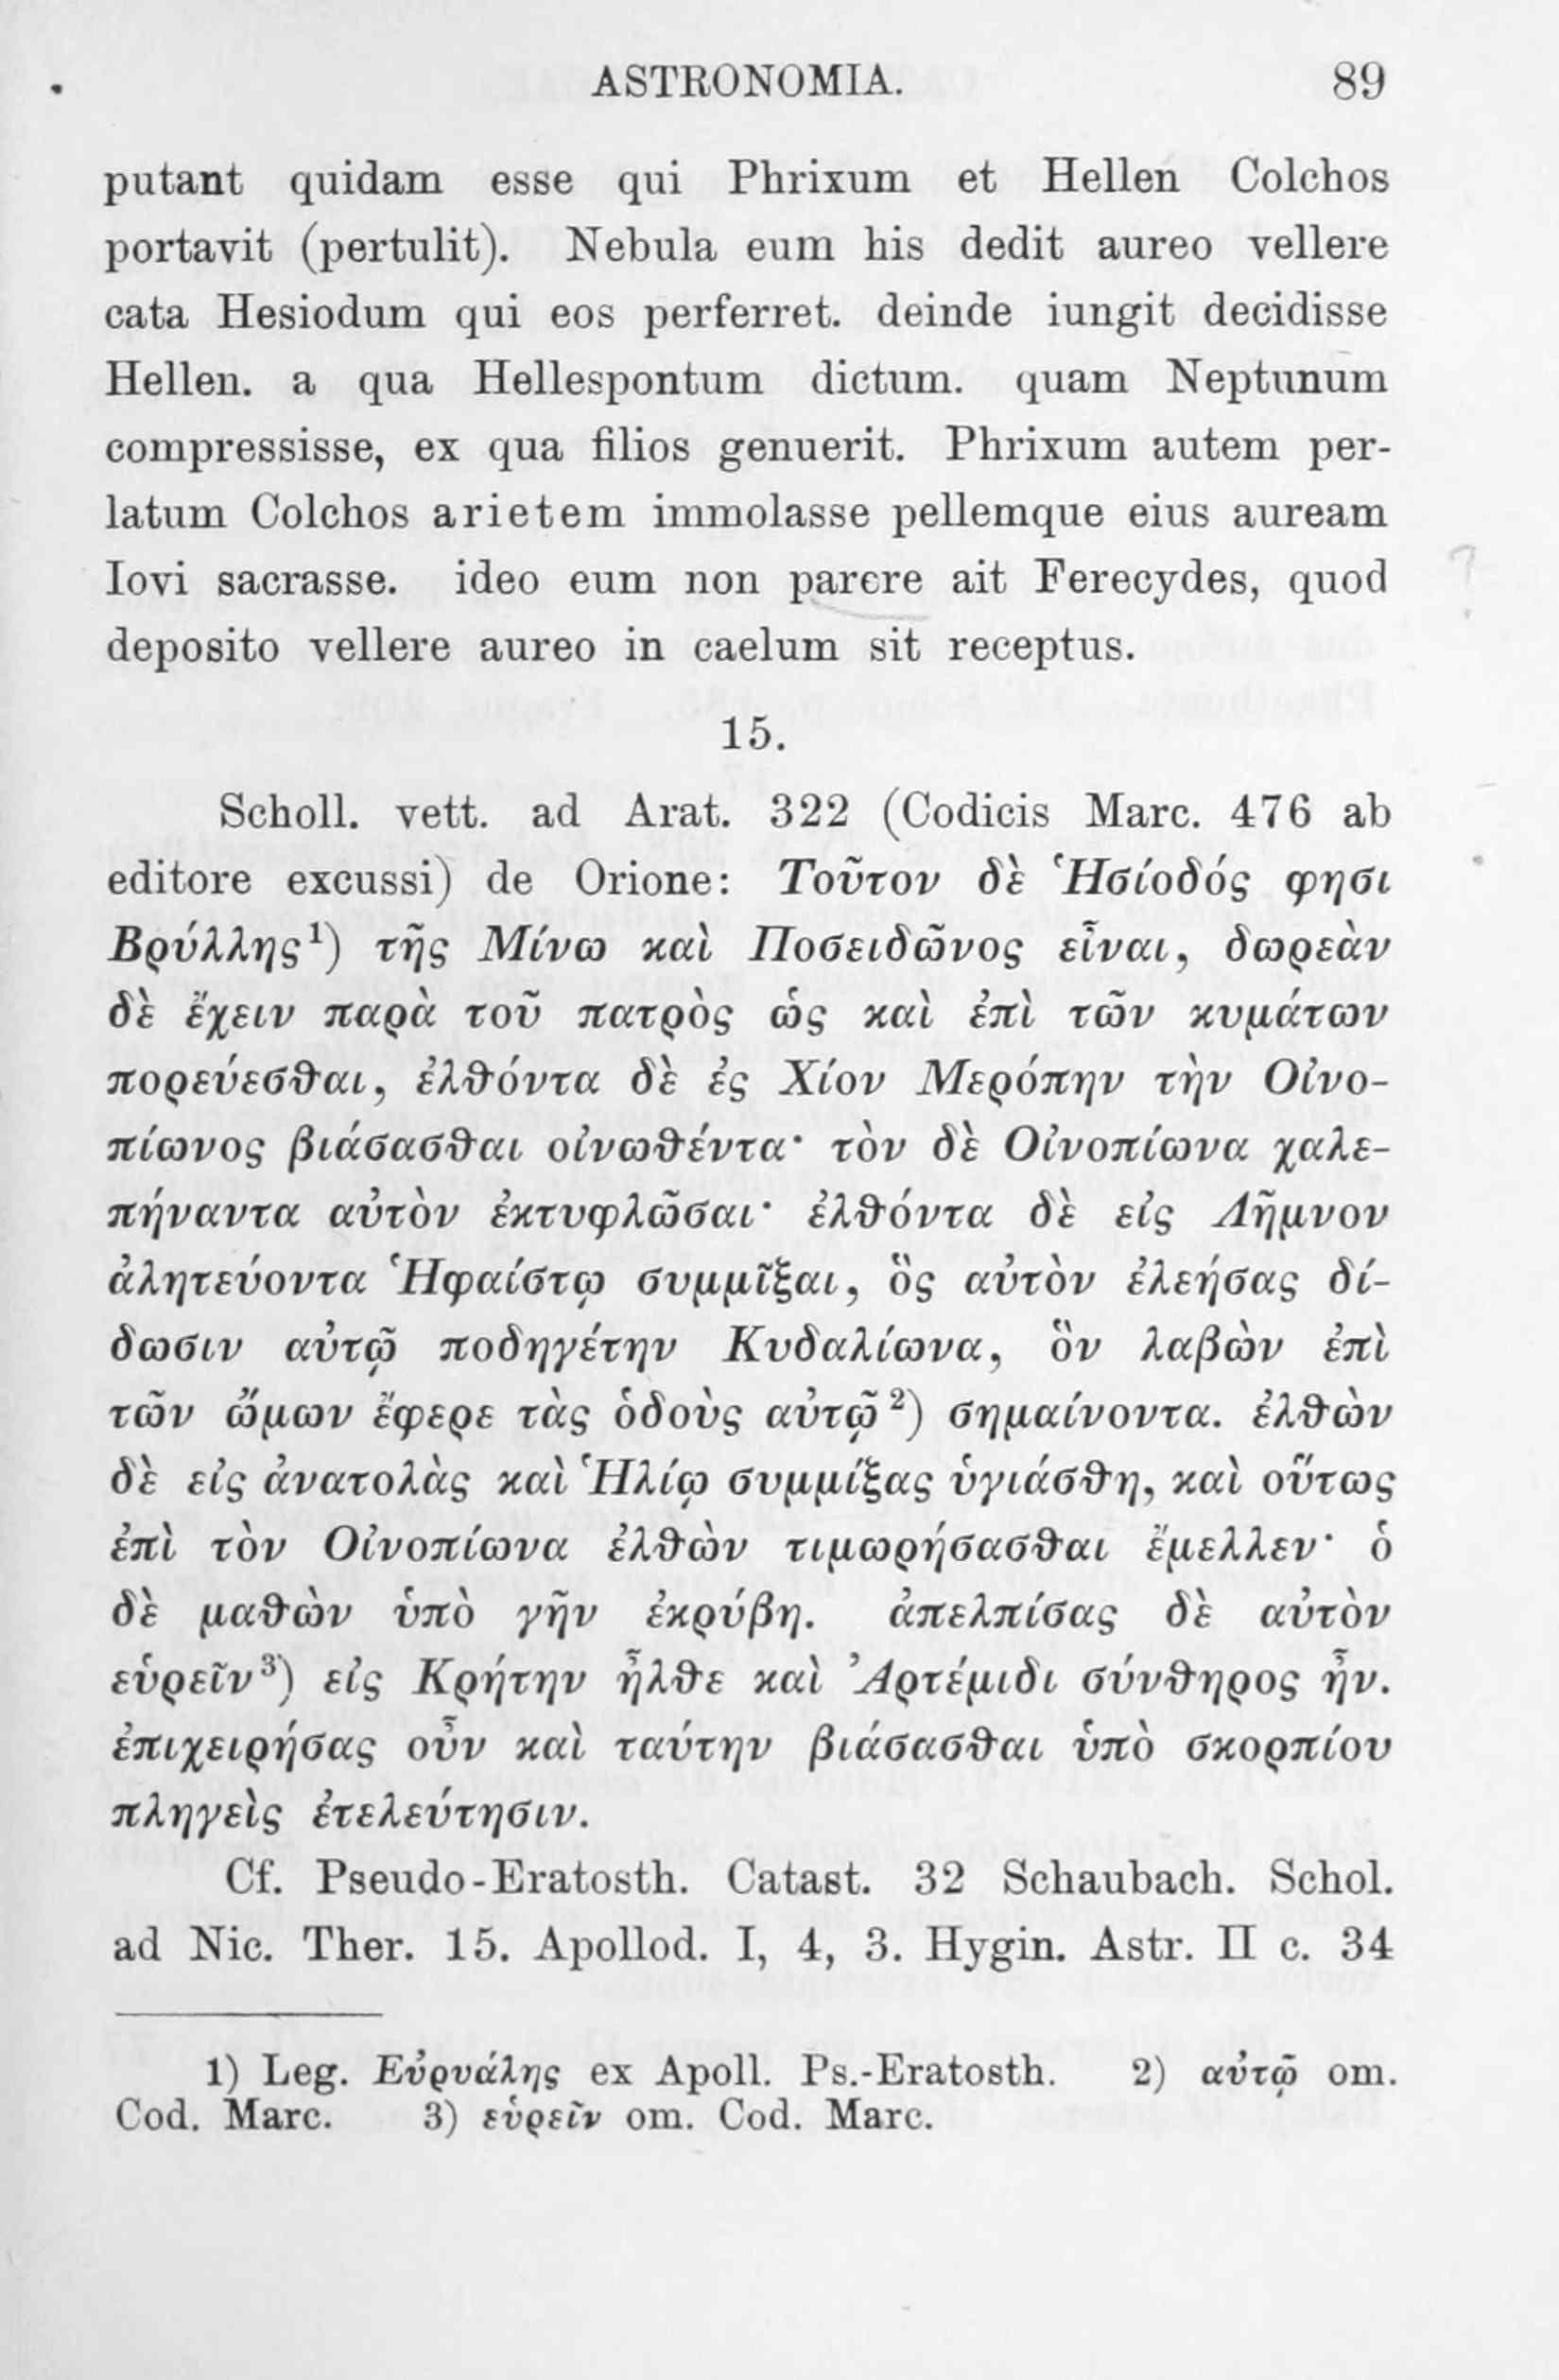 ASTRONOMIA. 89
putant quidam esse qui Phrixum et Hellen Colchos
portavit (pertulit). Nebula eum his dedit aureo vellere
cata Hesiodum qui eos perferret. deinde iungit decidisse
Hellen. a qua Hellespontum dictum. quam Neptunum
compressisse, ex qua filios genuerit. Phrixum autem per-
latum Colchos arietem immolasse pellemque eius auream
Iovi sacrasse. ideo eum non parere ait Ferecydes, quod
deposito vellere aureo in caelum sit receptus.
?
15.
Scholl. vett. ad Arat. 322 (Codicis Marc. 476 ab
editore excussi) de Orione: Τοῦτον δὲ Ἡσίοδός φησι
Βρύλλης¹) τῆς Μίνω καὶ Ποσειδῶνος εἶναι, δωρεὰν
δὲ ἔχειν παρὰ τοῦ πατρὸς ὡς καὶ ἐπὶ τῶν κυμάτων
πορεύεσθαι, ἐλθόντα δὲ ἐς Χίον Μερόπην τὴν Οἰνο-
πίωνος βιάσασθαι οἰνωθέντα· τὸν δὲ Οἰνοπίωνα χαλε-
πήναντα αὐτὸν ἐκτυφλῶσαι· ἐλθόντα δὲ εἰς Λῆμνον
ἀλητεύοντα Ἡφαίστῳ συμμῖξαι, ὃς αὐτὸν ἐλεήσας δί-
δωσιν αὐτῷ ποδηγέτην Κυδαλίωνα, ὃν λαβὼν ἐπὶ
τῶν ὤμων ἔφερε τὰς ὁδοὺς αὐτῷ²) σημαίνοντα. ἐλθὼν
δὲ εἰς ἀνατολὰς καὶ Ἡλίῳ συμμίξας ὑγιάσθη, καὶ οὕτως
ἐπὶ τὸν Οἰνοπίωνα ἐλθὼν τιμωρήσασθαι ἔμελλεν· ὁ
δὲ μαθὼν ὑπὸ γῆν ἐκρύβη. ἀπελπίσας δὲ αὐτὸν
εὑρεῖν³) εἰς Κρήτην ἦλθε καὶ Ἀρτέμιδι σύνθηρος ἦν.
ἐπιχειρήσας οὖν καὶ ταύτην βιάσασθαι ὑπὸ σκορπίου
πληγεὶς ἐτελεύτησιν.
Cf. Pseudo-Eratosth. Catast. 32 Schaubach. Schol.
ad Nic. Ther. 15. Apollod. I, 4, 3. Hygin. Astr. II c. 34
1) Leg. Εὐρυάλης ex Apoll. Ps.-Eratosth. 2) αὐτῷ om.
Cod. Marc. 3) εὑρεῖν om. Cod. Marc.